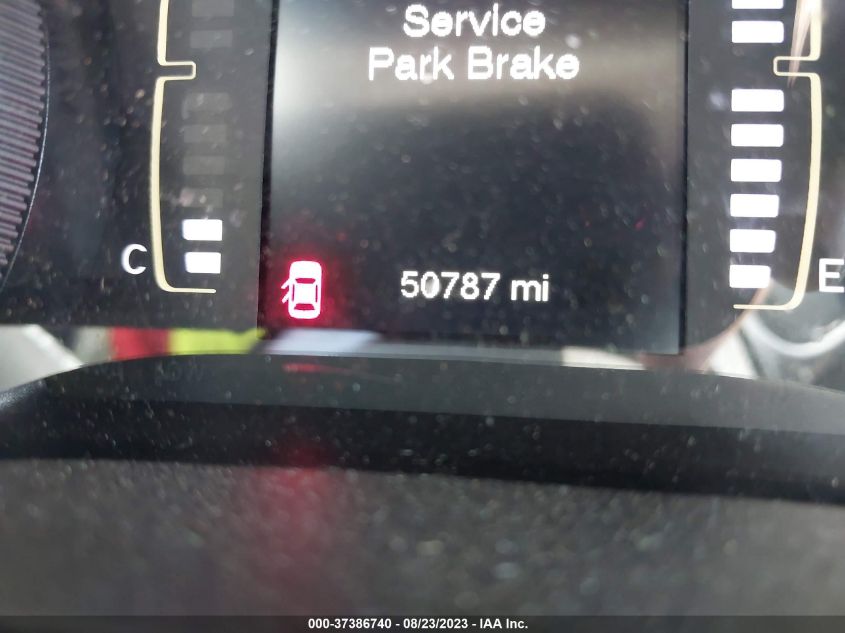 Service
Park Brake
C
50787 mi
E
000-37386740 - 08/23/2023 - IAA Inc.